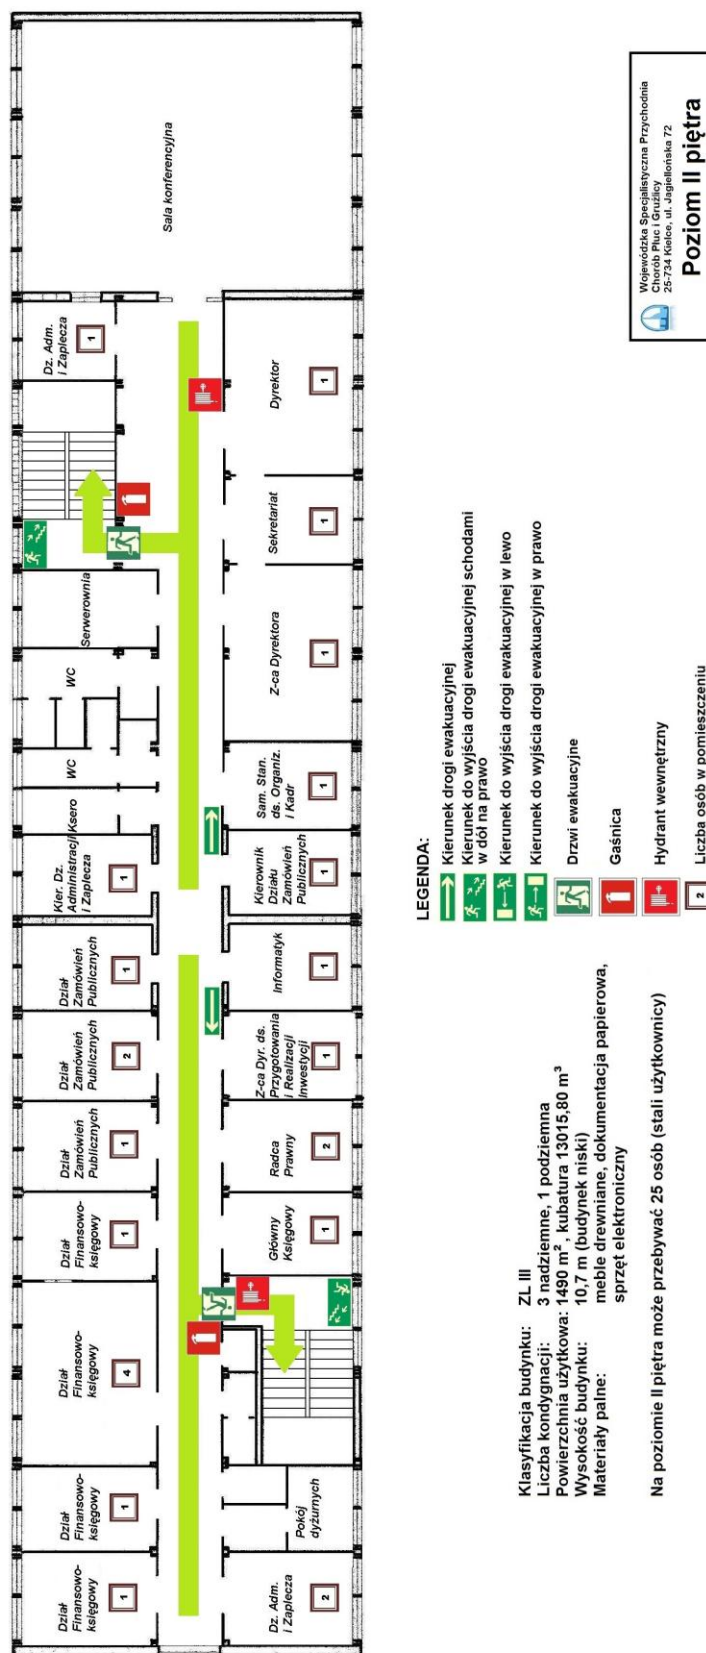 Dział
Finansowo-
księgowy
1
Dział
Finansowo-
księgowy
1
Dział
Finansowo-
księgowy
4
Dział
Finansowo-
księgowy
1
Dział
Zamówień
Publicznych
1
Dział
Zamówień
Publicznych
2
Dział
Zamówień
Publicznych
1
Kier. Dz.
Administracji
i Zaplecza
1
Ksero
WC
WC
Serwerownia
Dz. Adm.
i Zaplecza
1
Sala konferencyjna
Dz. Adm.
i Zaplecza
2
Pokój
dyżurnych
Główny
Księgowy
1
Radca
Prawny
2
Z-ca Dyr. ds.
Przygotowania
i Realizacji
Inwestycji
1
Informatyk
1
Kierownik
Działu
Zamówień
Publicznych
1
Sam. Stan.
ds. Organiz.
i Kadr
1
Z-ca Dyrektora
1
Sekretariat
1
Dyrektor
1
Klasyfikacja budynku: ZL III
Liczba kondygnacji: 3 nadziemne, 1 podziemna
Powierzchnia użytkowa: 1490 m², kubatura 13015,80 m³
Wysokość budynku: 10,7 m (budynek niski)
Materiały palne: meble drewniane, dokumentacja papierowa,
sprzęt elektroniczny
Na poziomie II piętra może przebywać 25 osób (stali użytkownicy)
LEGENDA:
Kierunek drogi ewakuacyjnej
Kierunek do wyjścia drogi ewakuacyjnej schodami
w dół na prawo
Kierunek do wyjścia drogi ewakuacyjnej w lewo
Kierunek do wyjścia drogi ewakuacyjnej w prawo
Drzwi ewakuacyjne
Gaśnica
Hydrant wewnętrzny
2 Liczba osób w pomieszczeniu
Wojewódzka Specjalistyczna Przychodnia
Chorób Płuc i Gruźlicy
25-734 Kielce, ul. Jagiellońska 72
Poziom II piętra